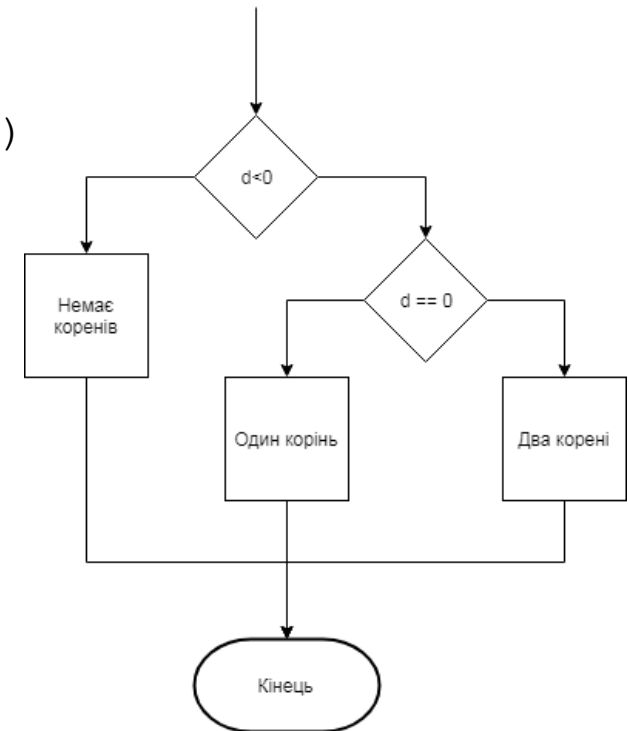 )
d<0
d == 0
Немає
коренів
Один корінь
Два корені
Кінець